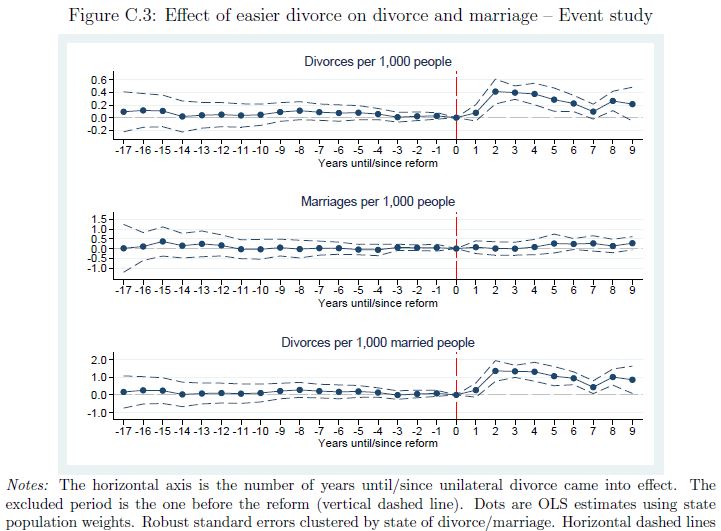 Figure C.3: Effect of easier divorce on divorce and marriage – Event study
Divorces per 1,000 people
0.6
0.4
0.2
0.0
-0.2
-17 -16 -15 -14 -13 -12 -11 -10 -9 -8 -7 -6 -5 -4 -3 -2 -1 0 1 2 3 4 5 6 7 8 9
Years until/since reform
Marriages per 1,000 people
1.5
1.0
0.5
0.0
-0.5
-1.0
-17 -16 -15 -14 -13 -12 -11 -10 -9 -8 -7 -6 -5 -4 -3 -2 -1 0 1 2 3 4 5 6 7 8 9
Years until/since reform
Divorces per 1,000 married people
2.0
1.0
0.0
-1.0
-17 -16 -15 -14 -13 -12 -11 -10 -9 -8 -7 -6 -5 -4 -3 -2 -1 0 1 2 3 4 5 6 7 8 9
Years until/since reform
Notes: The horizontal axis is the number of years until/since unilateral divorce came into effect. The
excluded period is the one before the reform (vertical dashed line). Dots are OLS estimates using state
population weights. Robust standard errors clustered by state of divorce/marriage. Horizontal dashed lines